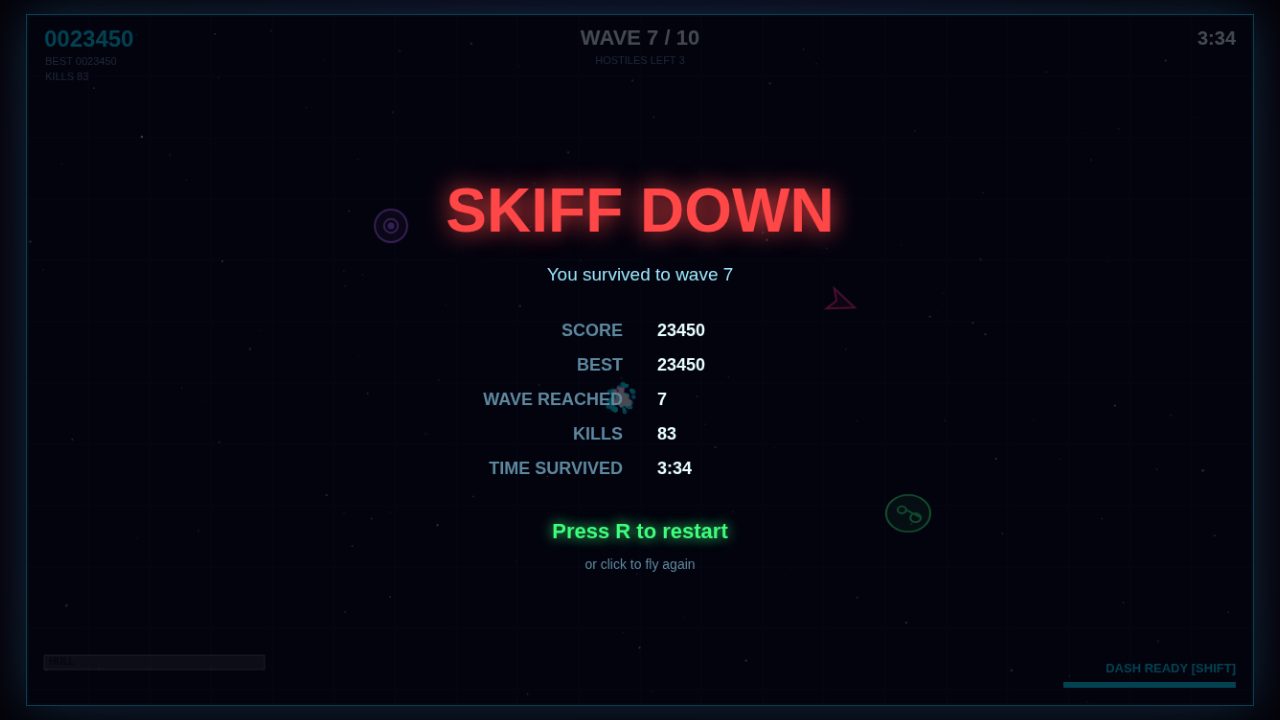 0023450
WAVE 7 / 10
3:34
BEST 0023450
HOSTILES LEFT 3
KILLS 83
SKIFF DOWN
You survived to wave 7
SCORE 23450
BEST 23450
WAVE REACHED 7
KILLS 83
TIME SURVIVED 3:34
Press R to restart
or click to fly again
HULL
DASH READY [SHIFT]